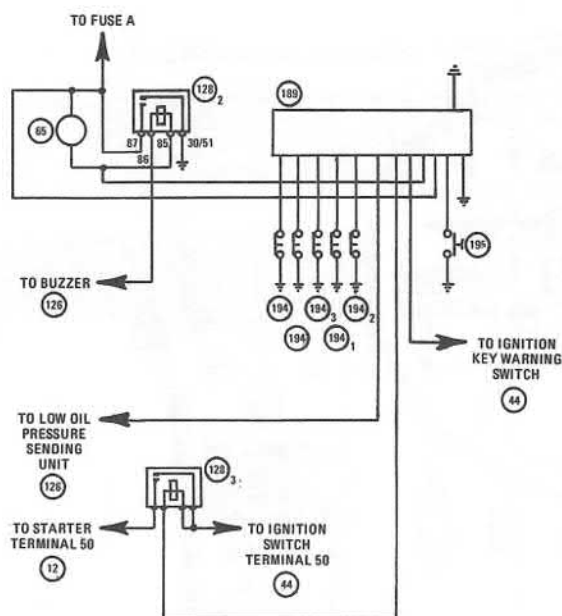 TO FUSE A
128
2
189
65
87
85
30/51
86
195
TO BUZZER
126
194
194
3
194
2
194
194
1
TO IGNITION
KEY WARNING
SWITCH
44
TO LOW OIL
PRESSURE
SENDING
UNIT
126
128
3
TO STARTER
TERMINAL 50
12
TO IGNITION
SWITCH
TERMINAL 50
44